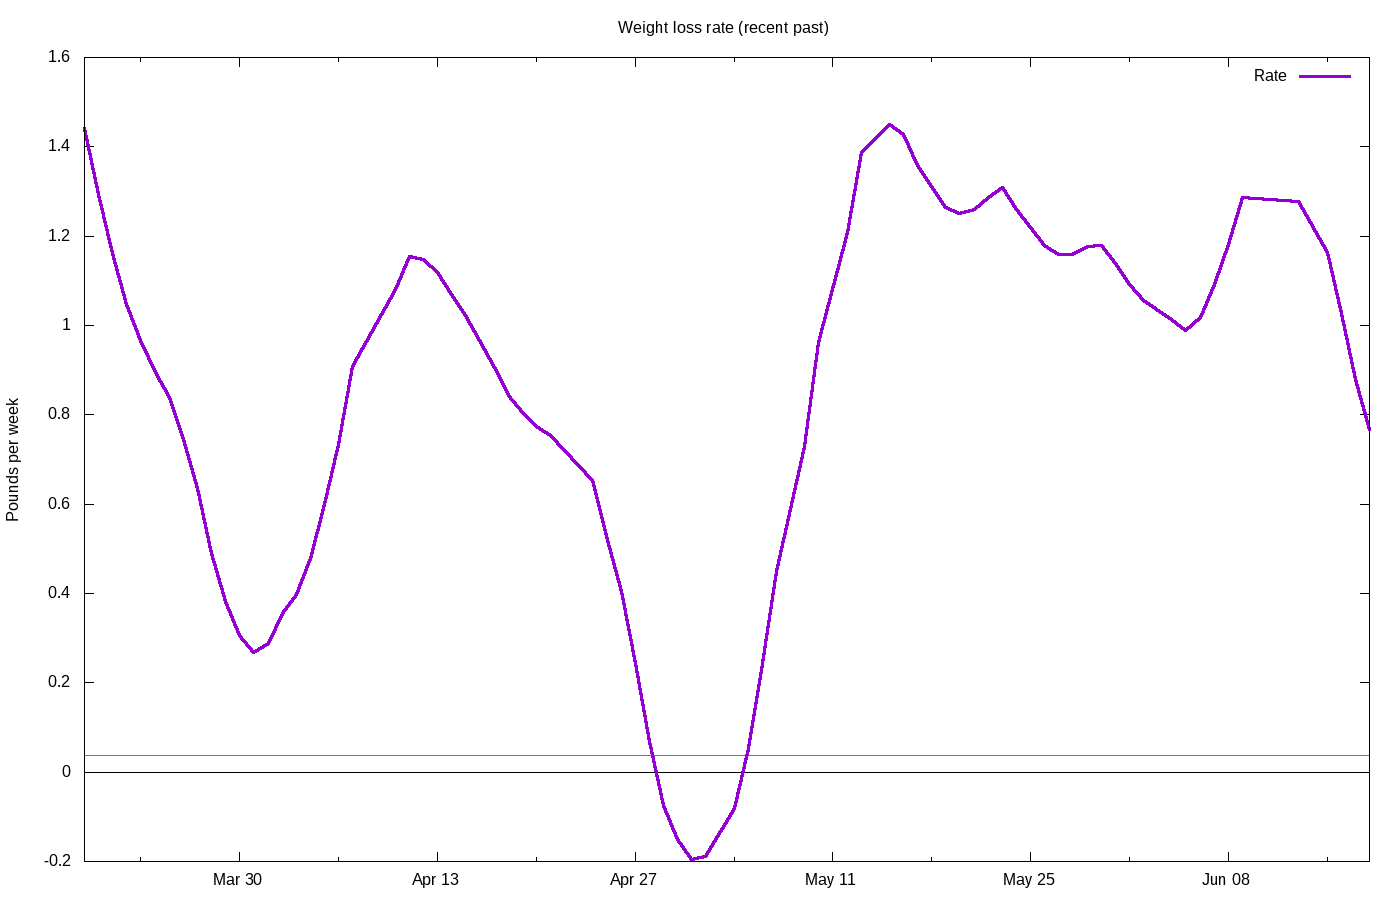 Weight loss rate (recent past)
1.6
Rate
1.4
1.2
1
0.8
Pounds per week
0.6
0.4
0.2
0
-0.2
Mar 30
Apr 13
Apr 27
May 11
May 25
Jun 08